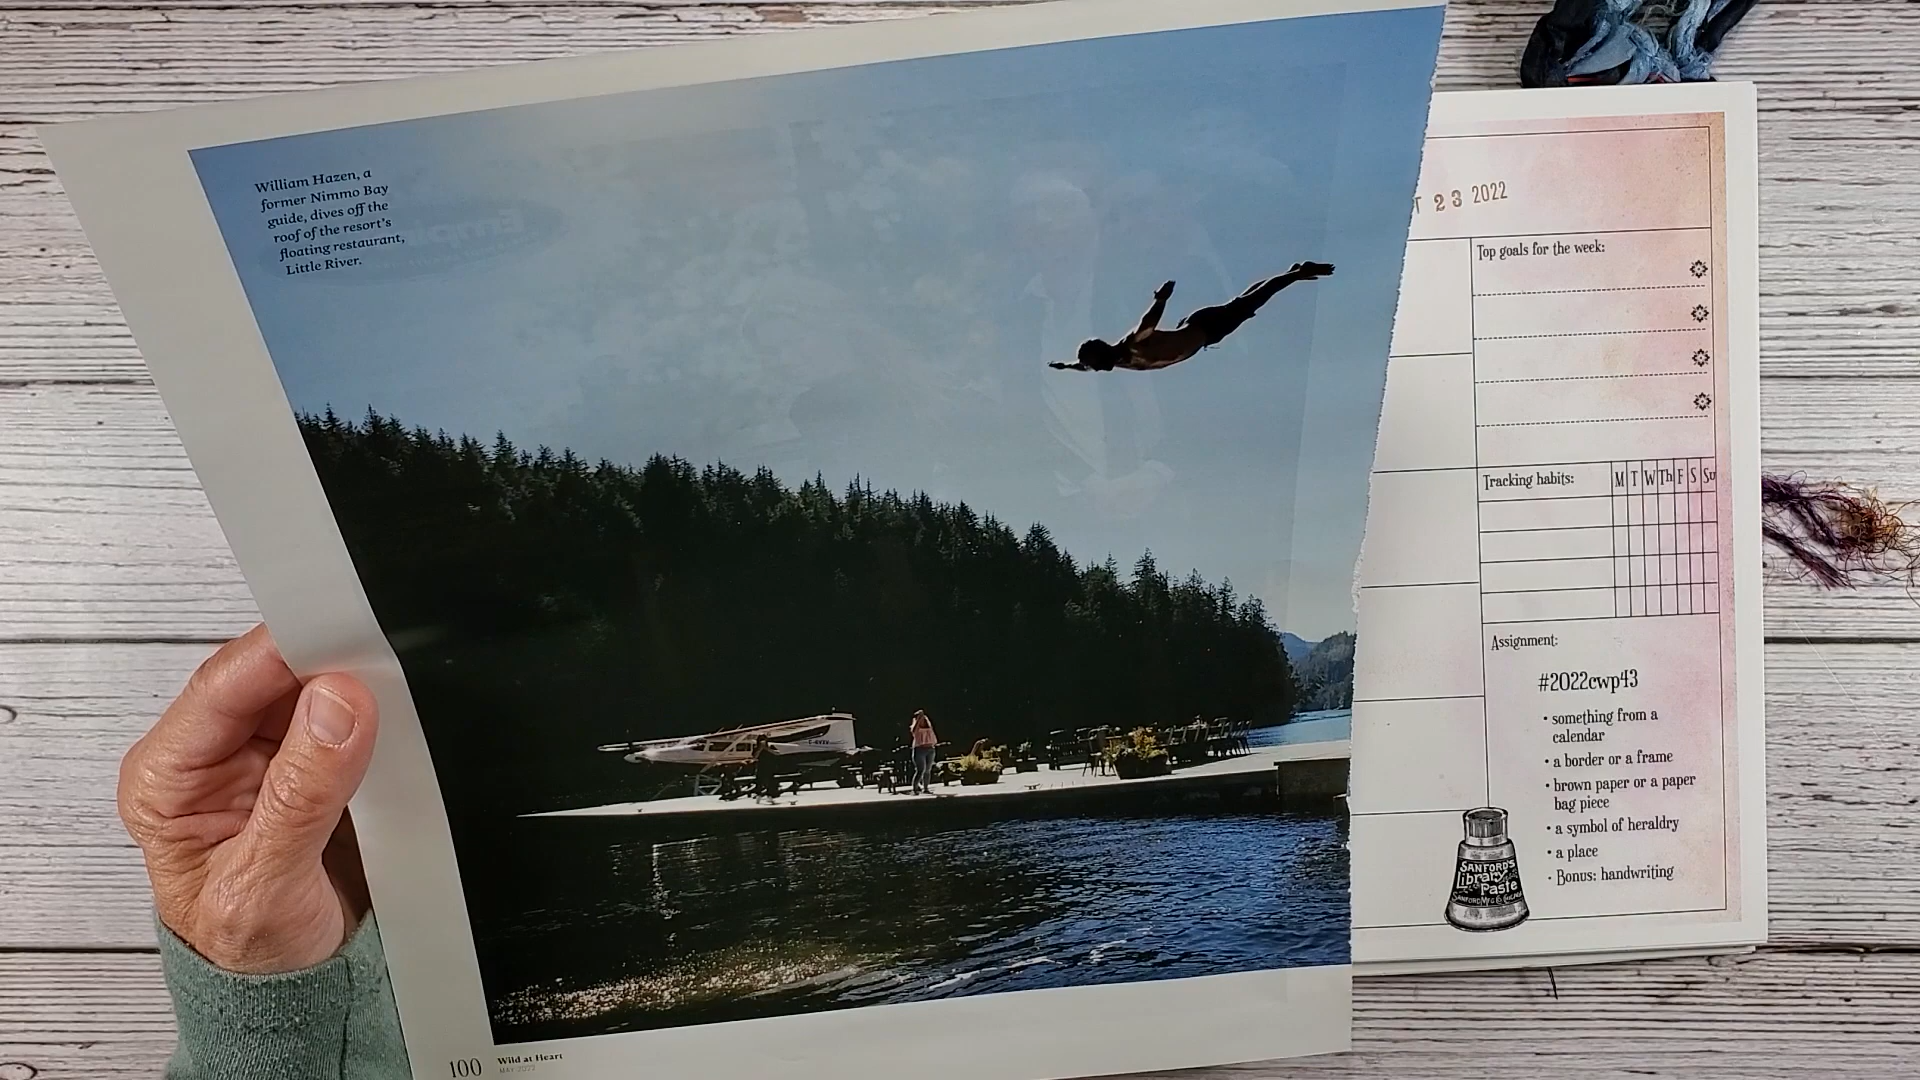 William Hazen, a
former Nimmo Bay
guide, dives off the
roof of the resort's
floating restaurant,
Little River.
100
Wild at Heart
MAY 2022
T 23 2022
Top goals for the week:
Tracking habits: M T W Th F S Su
Assignment:
#2022cwp43
• something from a
calendar
• a border or a frame
• brown paper or a paper
bag piece
• a symbol of heraldry
• a place
• Bonus: handwriting
SANFORD'S
Library
Paste